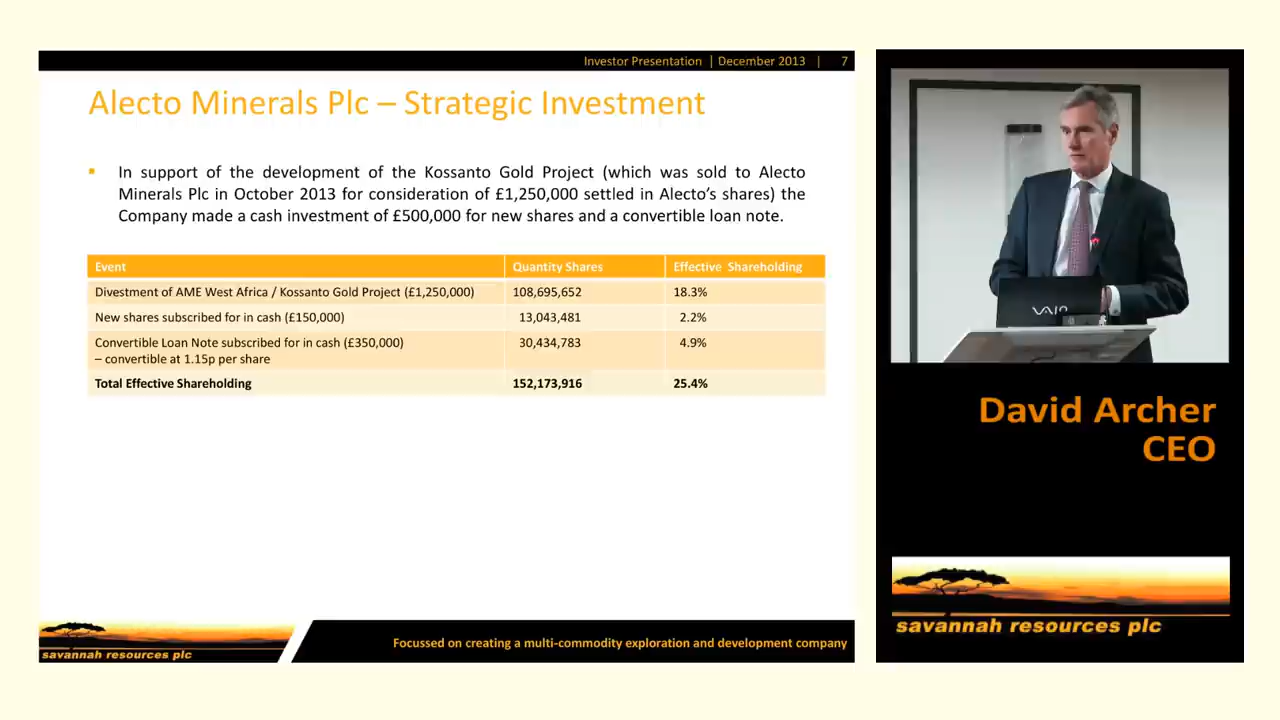 Investor Presentation | December 2013 | 7
Alecto Minerals Plc – Strategic Investment
▪ In support of the development of the Kossanto Gold Project (which was sold to Alecto
Minerals Plc in October 2013 for consideration of £1,250,000 settled in Alecto's shares) the
Company made a cash investment of £500,000 for new shares and a convertible loan note.
Event Quantity Shares Effective Shareholding
Divestment of AME West Africa / Kossanto Gold Project (£1,250,000) 108,695,652 18.3%
New shares subscribed for in cash (£150,000) 13,043,481 2.2%
Convertible Loan Note subscribed for in cash (£350,000) 30,434,783 4.9%
– convertible at 1.15p per share
Total Effective Shareholding 152,173,916 25.4%
savannah resources plc
Focussed on creating a multi-commodity exploration and development company
VAIO
David Archer
CEO
savannah resources plc